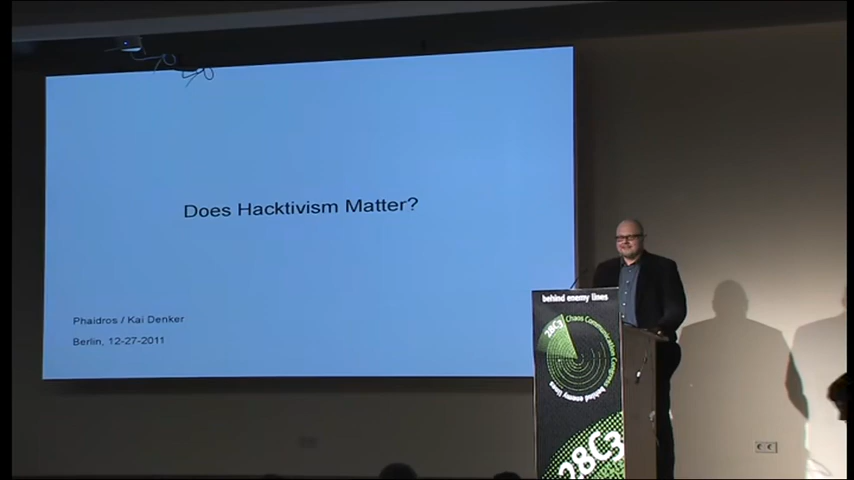 Does Hacktivism Matter?
Phaidros / Kai Denker
Berlin, 12-27-2011
behind enemy lines
28C3 Chaos Communication Congress
behind enemy lines
28C3